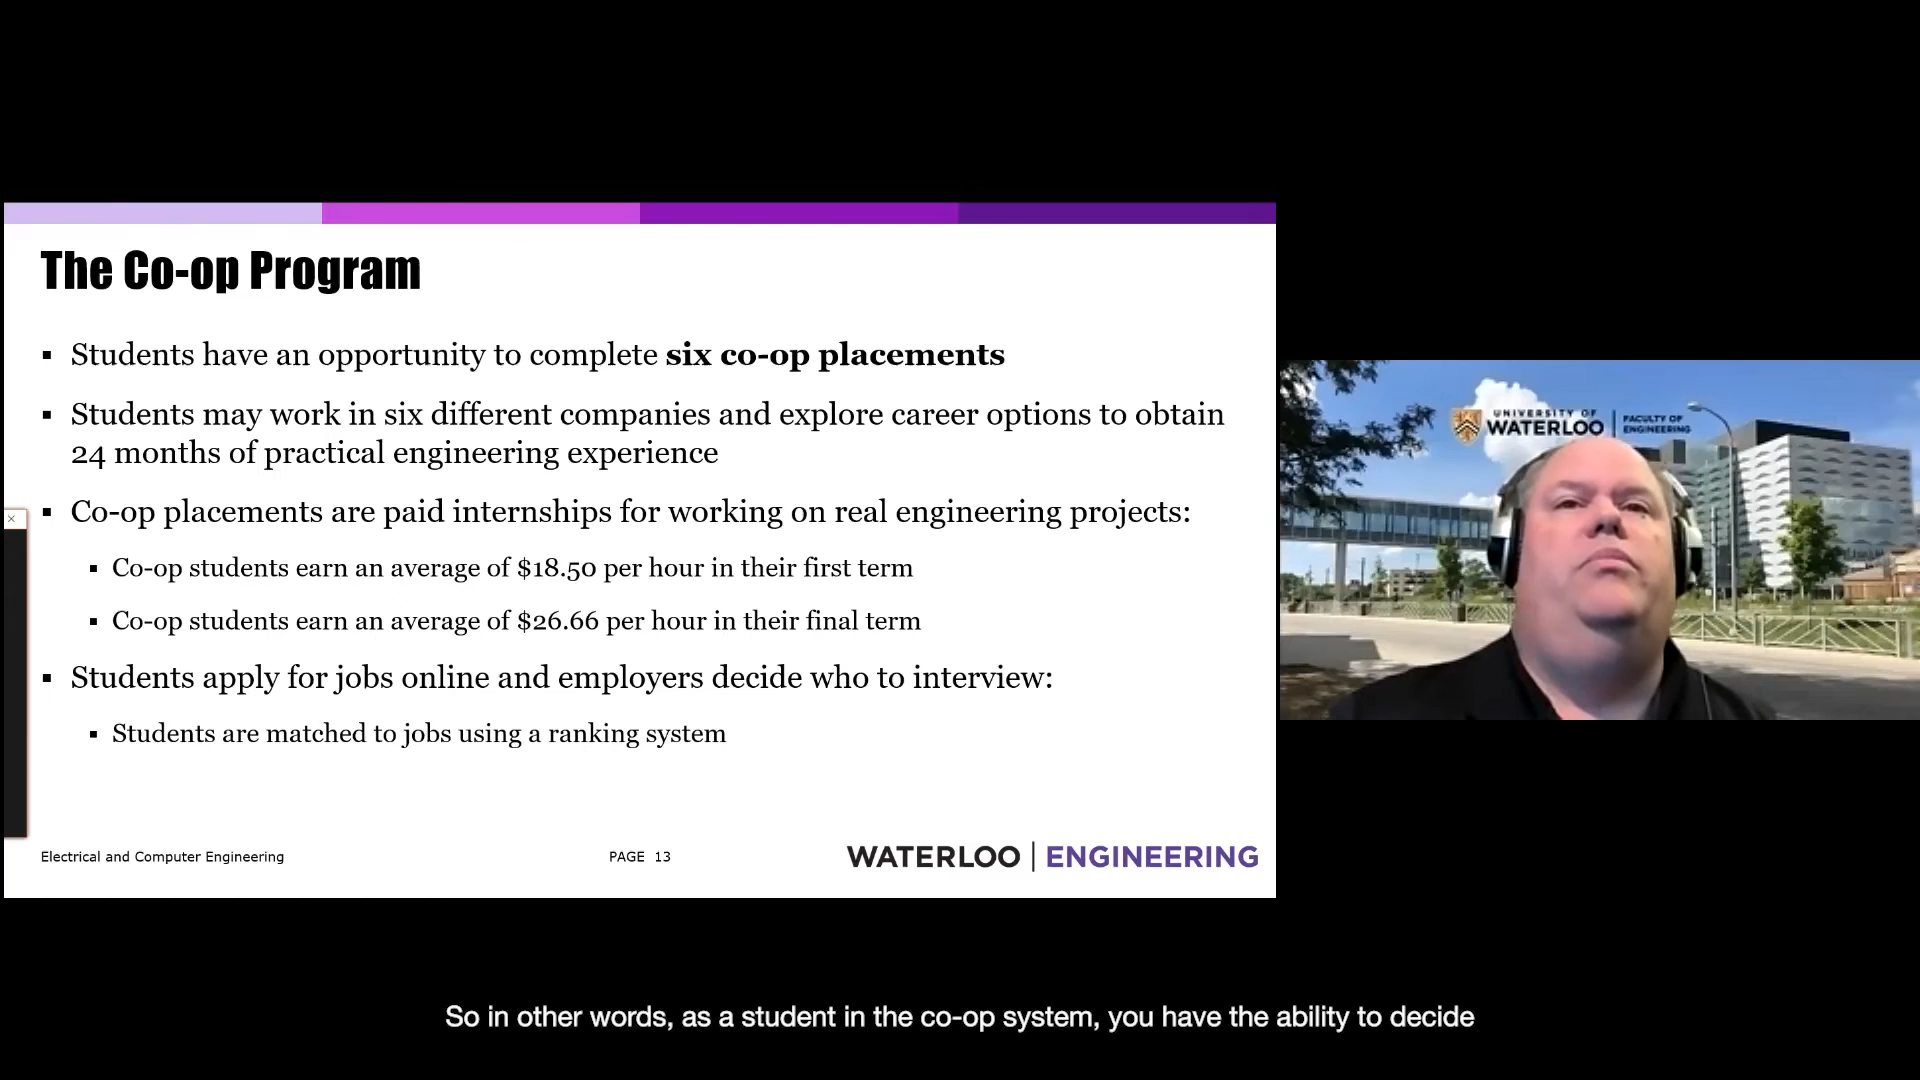 The Co-op Program
▪ Students have an opportunity to complete six co-op placements
▪ Students may work in six different companies and explore career options to obtain
24 months of practical engineering experience
▪ Co-op placements are paid internships for working on real engineering projects:
▪ Co-op students earn an average of $18.50 per hour in their first term
▪ Co-op students earn an average of $26.66 per hour in their final term
▪ Students apply for jobs online and employers decide who to interview:
▪ Students are matched to jobs using a ranking system
Electrical and Computer Engineering
PAGE 13
WATERLOO | ENGINEERING
UNIVERSITY OF
WATERLOO
FACULTY OF
ENGINEERING
So in other words, as a student in the co-op system, you have the ability to decide